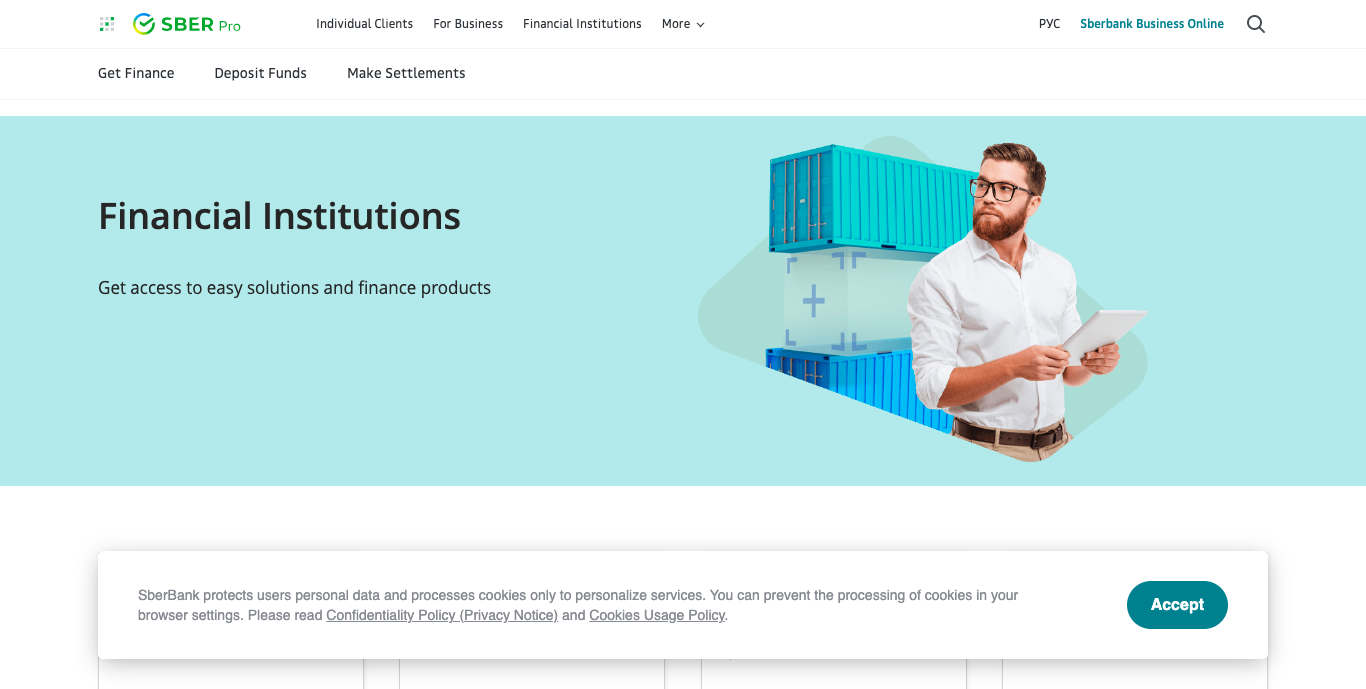 SBER Pro
Individual Clients
For Business
Financial Institutions
More
РУС
Sberbank Business Online
Get Finance
Deposit Funds
Make Settlements
Financial Institutions
Get access to easy solutions and finance products
SberBank protects users personal data and processes cookies only to personalize services. You can prevent the processing of cookies in your
browser settings. Please read Confidentiality Policy (Privacy Notice) and Cookies Usage Policy.
Accept